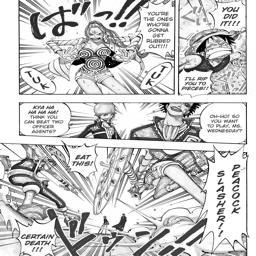 YOU
DID
IT!!!
I'LL RIP
YOU TO
PIECES!!
YOU'RE
THE ONES
WHO'RE
GONNA
GET
RUBBED
OUT!!!
OH-HO! SO
YOU WANT
TO PLAY, MS.
WEDNESDAY?
KYA HA
HA HA HA!
THINK YOU
CAN BEAT TWO
OFFICER
AGENTS?
PEACOCK
SLASHER!!
EAT
THIS!
CERTAIN
DEATH!!!